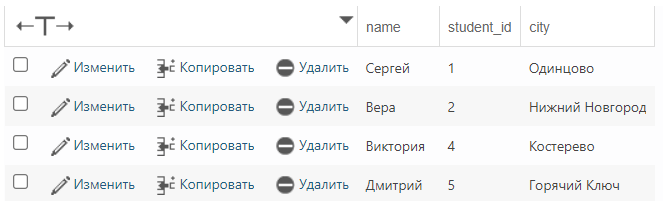 name student_id city
Изменить Копировать Удалить Сергей 1 Одинцово
Изменить Копировать Удалить Вера 2 Нижний Новгород
Изменить Копировать Удалить Виктория 4 Костерево
Изменить Копировать Удалить Дмитрий 5 Горячий Ключ